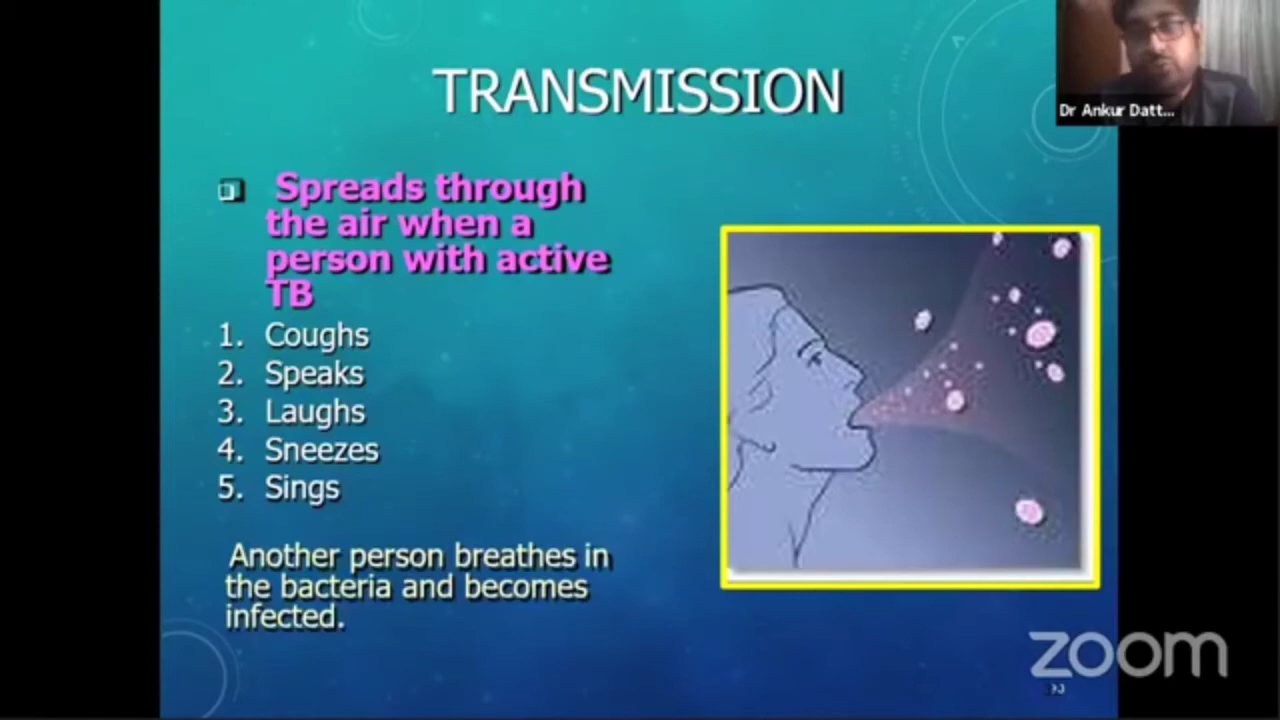 TRANSMISSION
Dr Ankur Datt...
Spreads through
the air when a
person with active
TB
1. Coughs
2. Speaks
3. Laughs
4. Sneezes
5. Sings
Another person breathes in
the bacteria and becomes
infected.
zoom